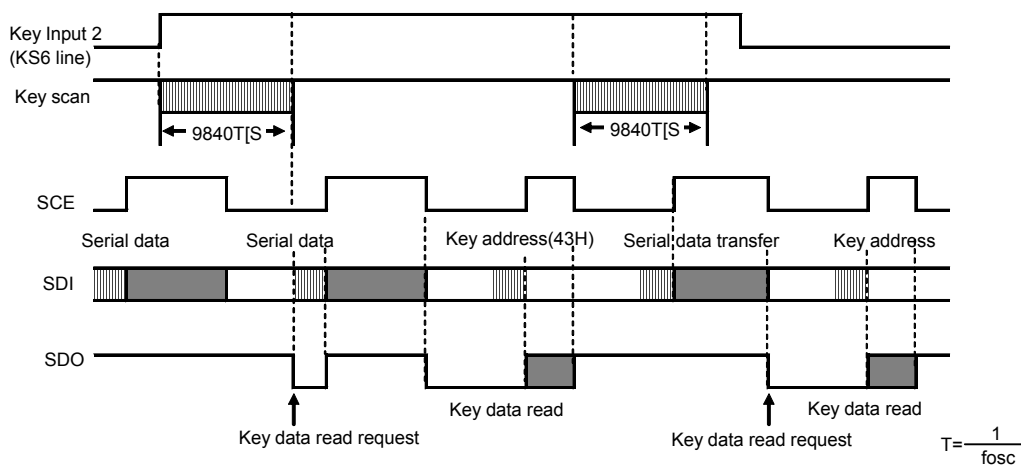 Key Input 2
(KS6 line)
Key scan
9840T[S
9840T[S
SCE
Serial data
Serial data
Key address(43H)
Serial data transfer
Key address
SDI
SDO
Key data read
Key data read
Key data read request
Key data read request
T=1/fosc